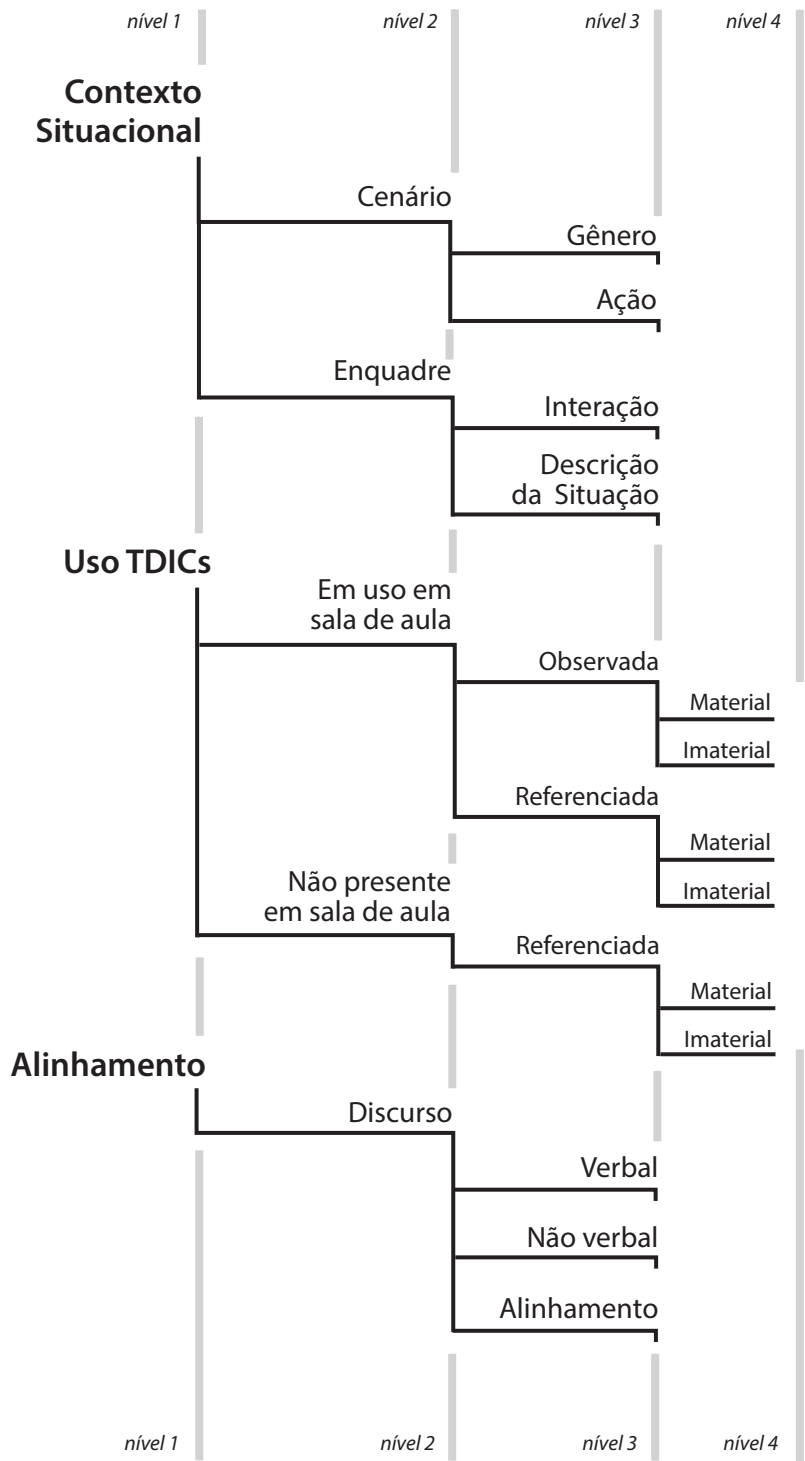 nível 1 nível 2 nível 3 nível 4
Contexto
Situacional
Cenário
Gênero
Ação
Enquadre
Interação
Descrição
da Situação
Uso TDICs
Em uso em
sala de aula
Observada
Material
Imaterial
Referenciada
Material
Imaterial
Não presente
em sala de aula
Referenciada
Material
Imaterial
Alinhamento
Discurso
Verbal
Não verbal
Alinhamento
nível 1 nível 2 nível 3 nível 4